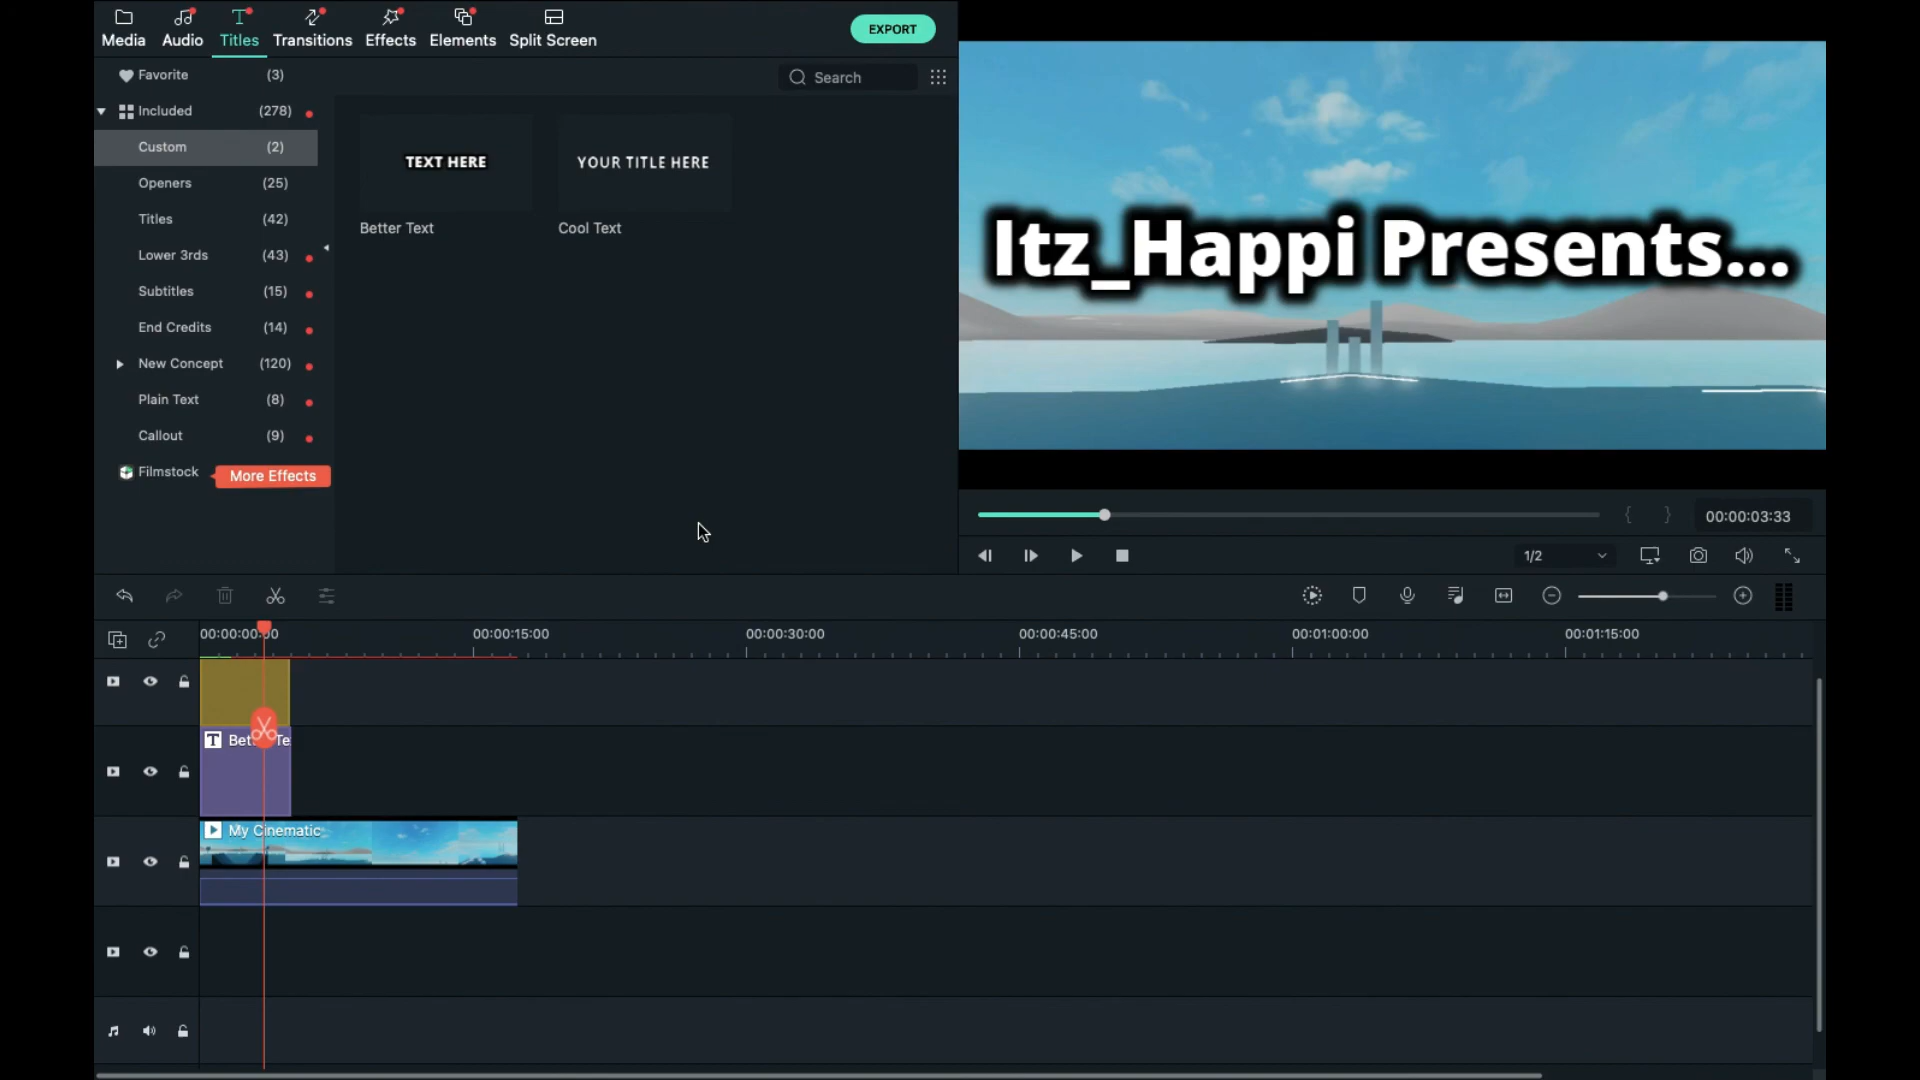 Media Audio Titles Transitions Effects Elements Split Screen EXPORT
Favorite (3)
Search
Included (278)
Custom (2)
Openers (25)
Titles (42)
Lower 3rds (43)
Subtitles (15)
End Credits (14)
New Concept (120)
Plain Text (8)
Callout (9)
Filmstock More Effects
TEXT HERE YOUR TITLE HERE
Better Text Cool Text
Itz_Happi Presents...
{ } 00:00:03:33
1/2
00:00:00:00 00:00:15:00 00:00:30:00 00:00:45:00 00:01:00:00 00:01:15:00
T
My Cinematic